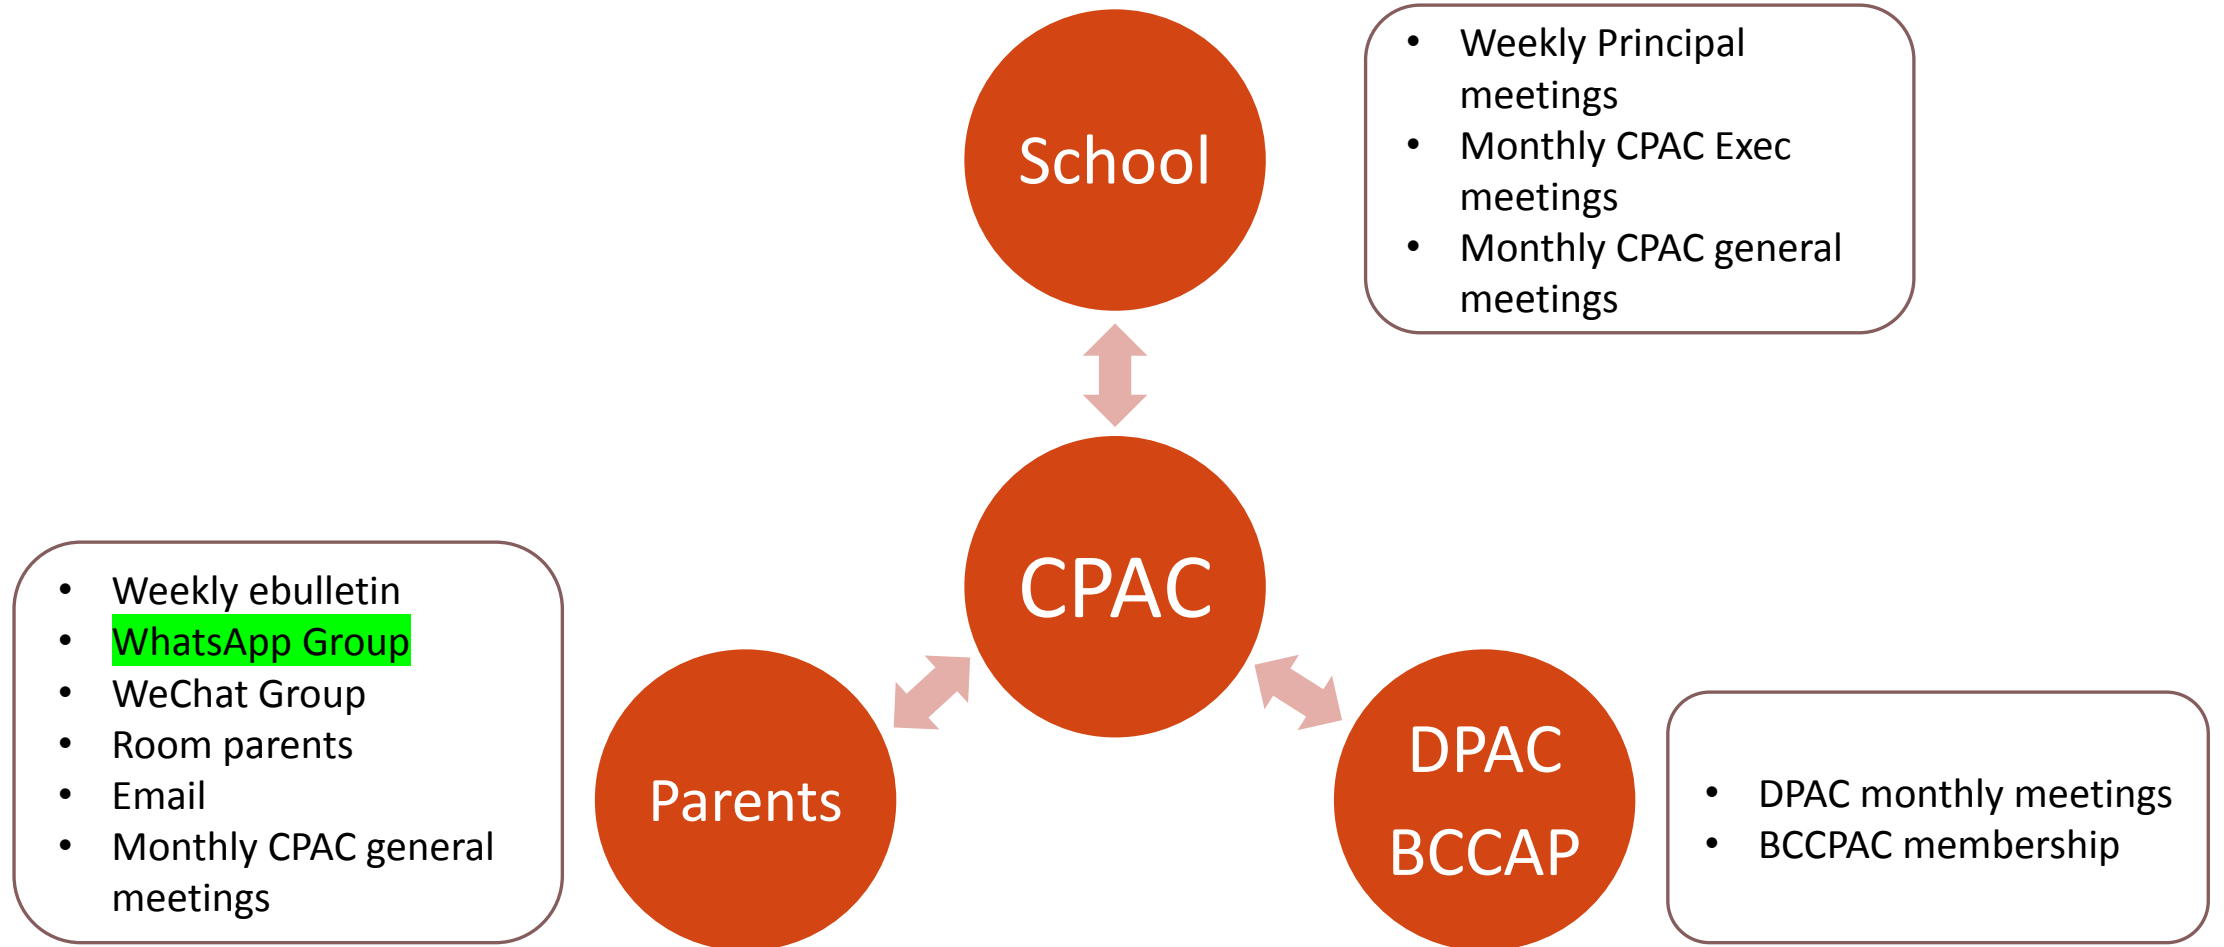 School
• Weekly Principal
meetings
• Monthly CPAC Exec
meetings
• Monthly CPAC general
meetings
CPAC
• Weekly ebulletin
• WhatsApp Group
• WeChat Group
• Room parents
• Email
• Monthly CPAC general
meetings
Parents
DPAC
BCCAP
• DPAC monthly meetings
• BCCPAC membership